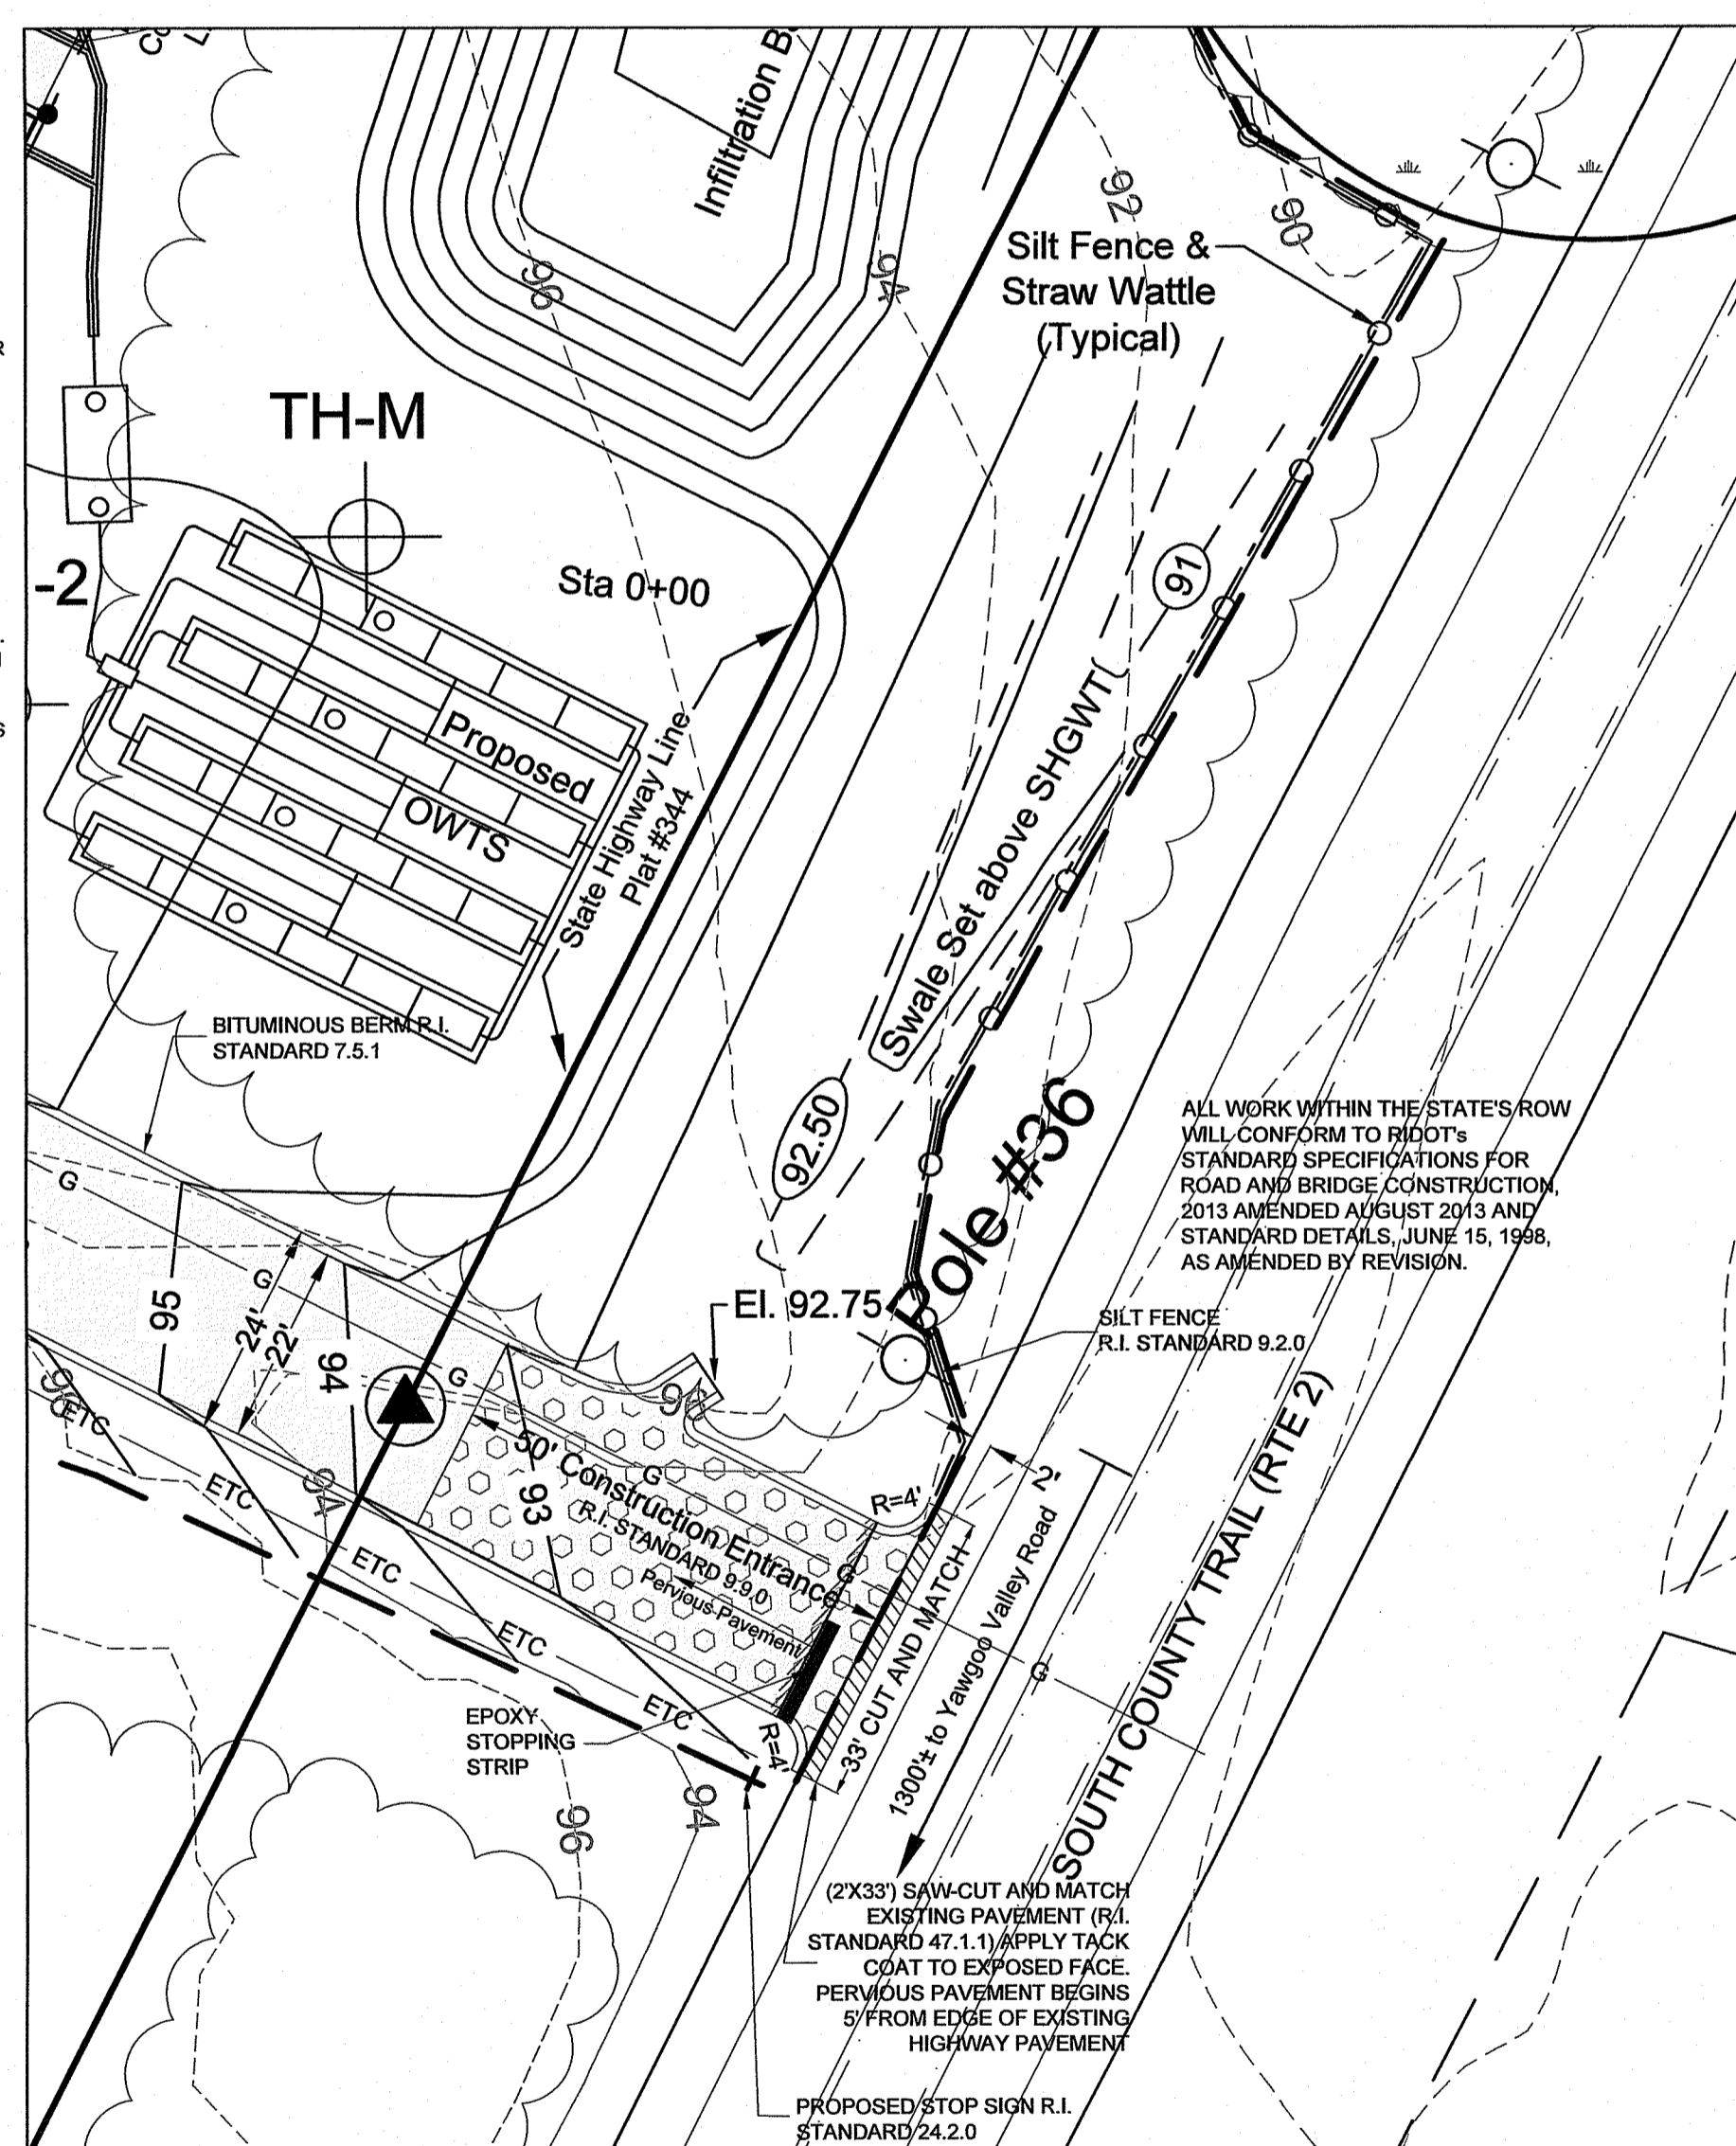 Infiltration
92
90
Silt Fence &
Straw Wattle
(Typical)
96
94
TH-M
-2
Sta 0+00
91
Proposed
OWTS
State Highway Line
Plat #344
Swale Set above SHGWT
BITUMINOUS BERM R.I.
STANDARD 7.5.1
92.50
Pole #36
ALL WORK WITHIN THE STATE'S ROW
WILL CONFORM TO RIDOT's
STANDARD SPECIFICATIONS FOR
ROAD AND BRIDGE CONSTRUCTION,
2013 AMENDED AUGUST 2013 AND
STANDARD DETAILS, JUNE 15, 1998,
AS AMENDED BY REVISION.
G
G
95
24'
22'
94
El. 92.75
SILT FENCE
R.I. STANDARD 9.2.0
G
96
96
ETC
ETC
94
50' Construction Entrance
R.I. STANDARD 9.9.0
Pervious Pavement
93
G
G
R=4'
2'
ETC
ETC
ETC
33' CUT AND MATCH
1300'± to Yawgoo Valley Road
G
SOUTH COUNTY TRAIL (RTE 2)
EPOXY
STOPPING
STRIP
R=4'
94
96
(2'X33') SAW-CUT AND MATCH
EXISTING PAVEMENT (R.I.
STANDARD 47.1.1) APPLY TACK
COAT TO EXPOSED FACE.
PERVIOUS PAVEMENT BEGINS
5' FROM EDGE OF EXISTING
HIGHWAY PAVEMENT
PROPOSED STOP SIGN R.I.
STANDARD 24.2.0